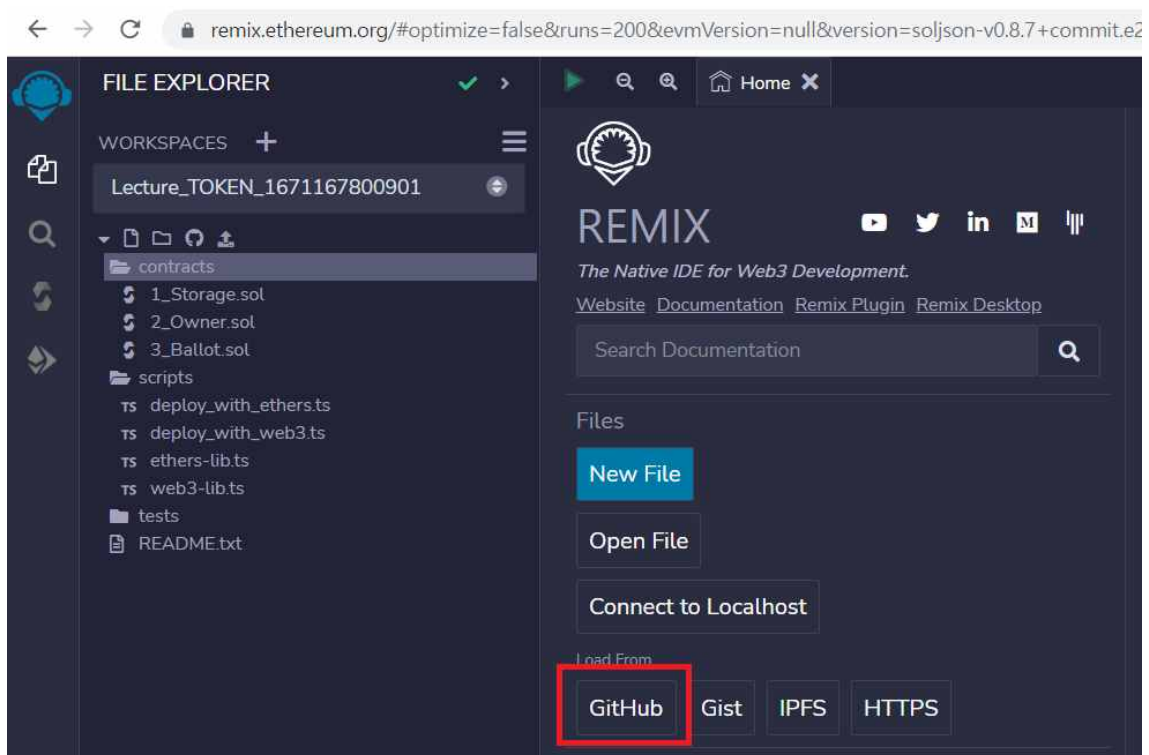 remix.ethereum.org/#optimize=false&runs=200&evmVersion=null&version=soljson-v0.8.7+commit.e2
FILE EXPLORER
WORKSPACES
Lecture_TOKEN_1671167800901
contracts
1_Storage.sol
2_Owner.sol
3_Ballot.sol
scripts
TS deploy_with_ethers.ts
TS deploy_with_web3.ts
TS ethers-lib.ts
TS web3-lib.ts
tests
README.txt
Home
REMIX
in M
The Native IDE for Web3 Development.
Website Documentation Remix Plugin Remix Desktop
Search Documentation
Files
New File
Open File
Connect to Localhost
Load From
GitHub Gist IPFS HTTPS